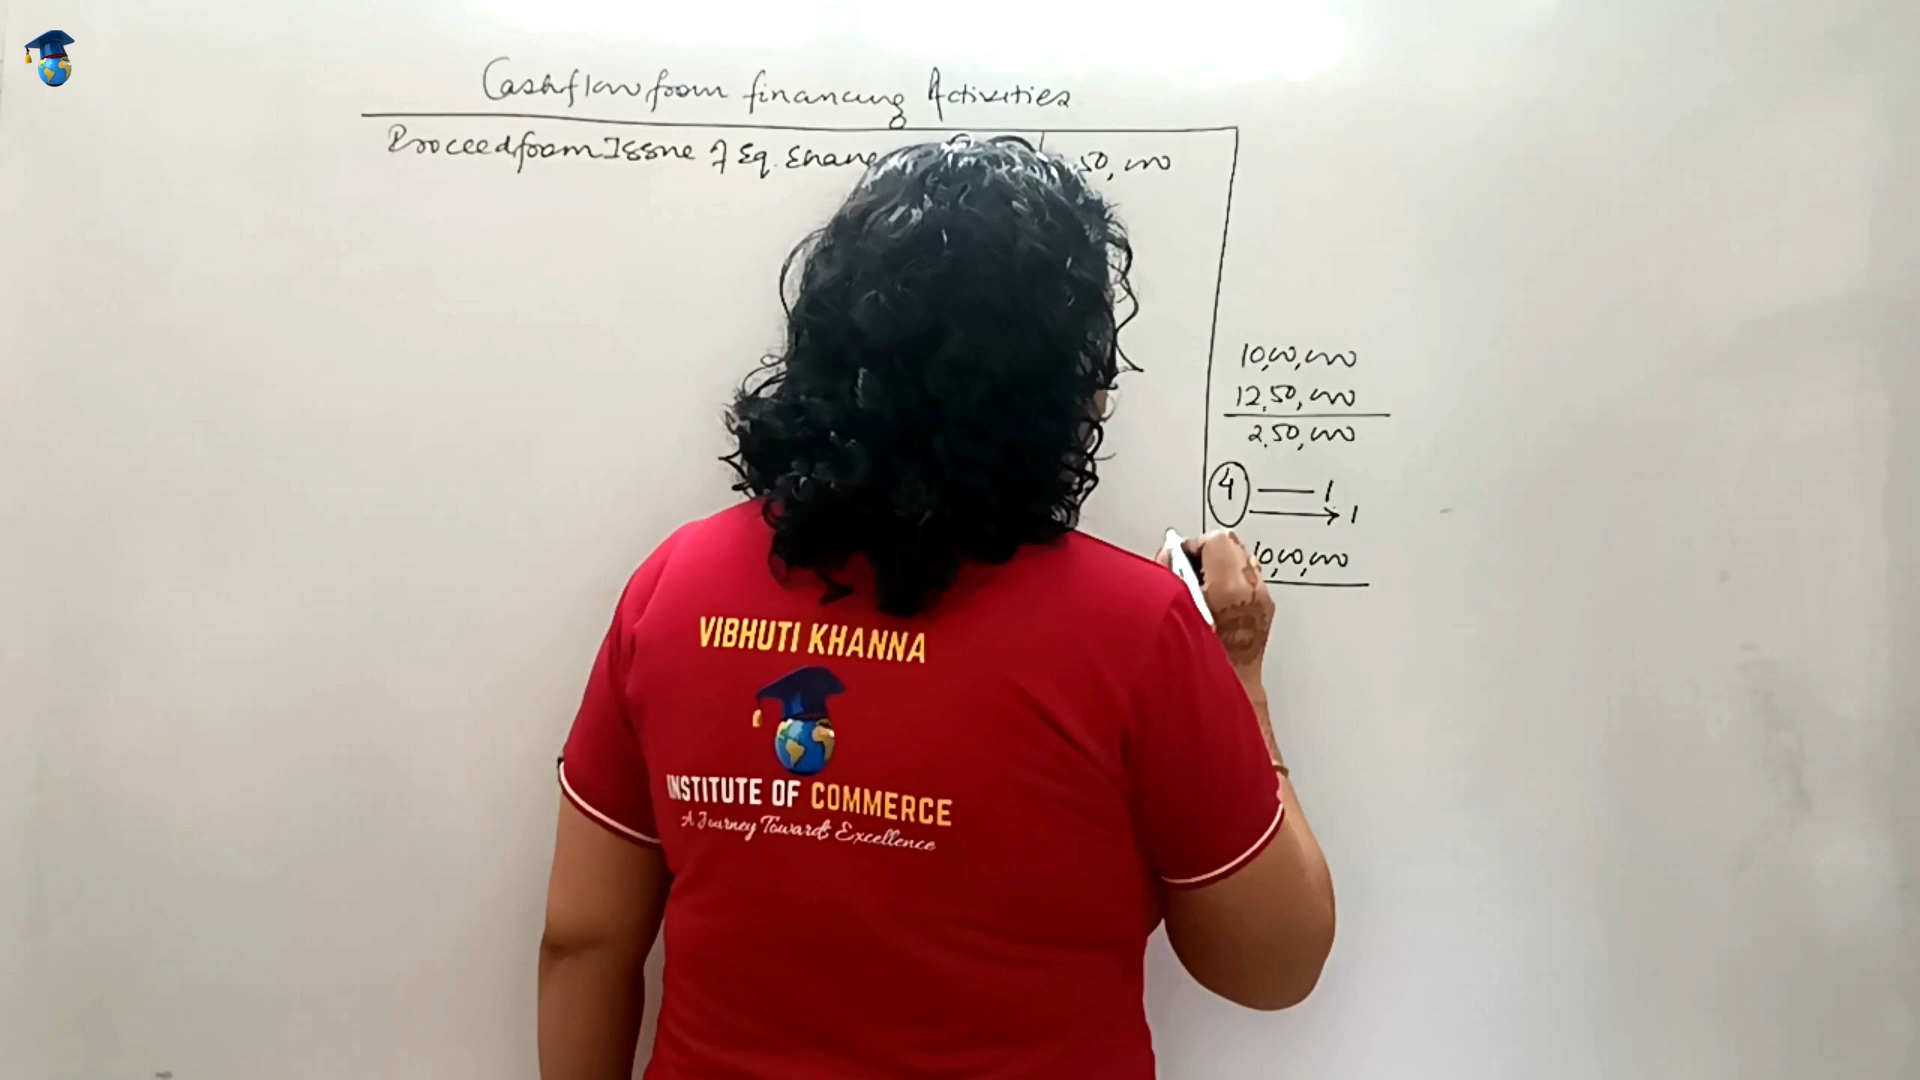 Cashflow from financing Activities
Proceed from Issue of Eq. Share 50,000
10,00,000
12,50,000
2,50,000
4 1
1
10,00,000
VIBHUTI KHANNA
INSTITUTE OF COMMERCE
A Journey Towards Excellence